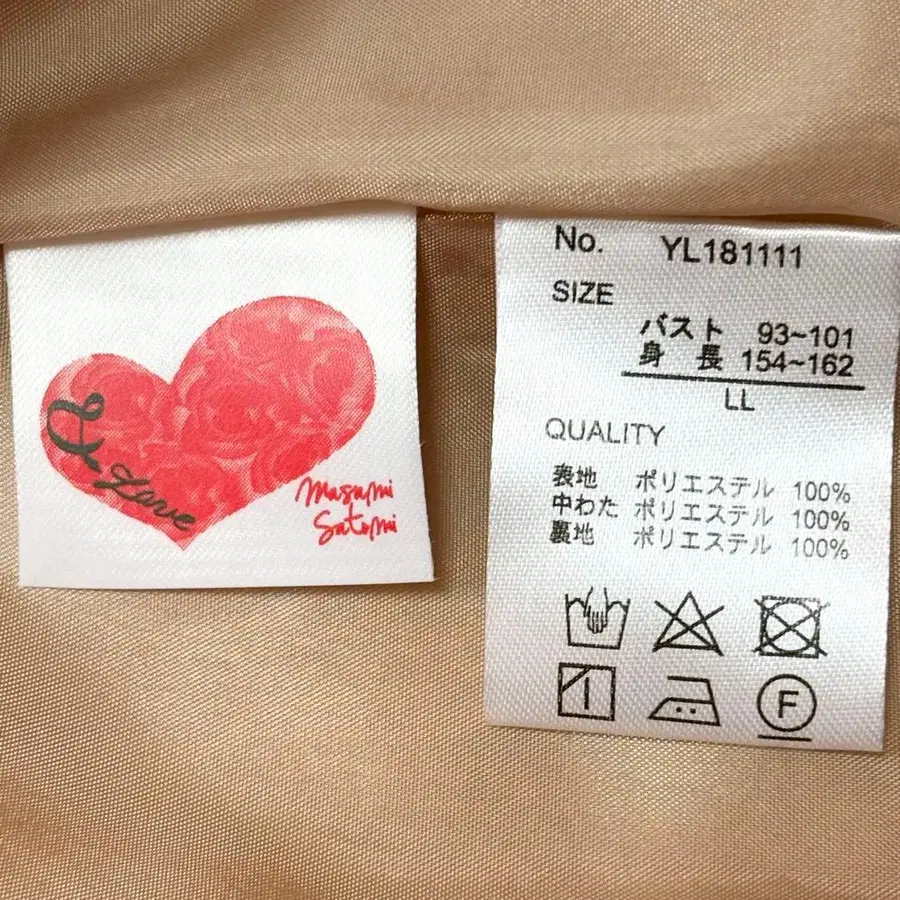 Love
Masumi
Satomi
No. YL181111
SIZE
バスト 93~101
身長 154~162
LL
QUALITY
表地 ポリエステル 100%
中わた ポリエステル 100%
裏地 ポリエステル 100%
F